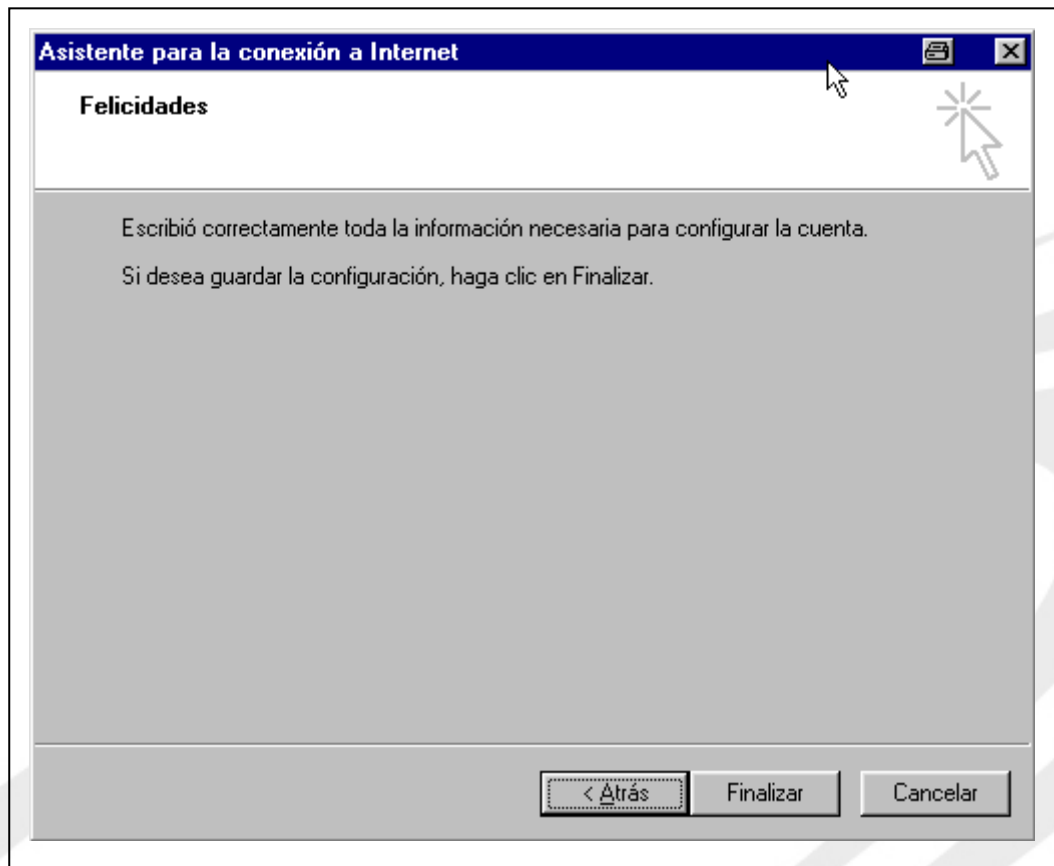 Asistente para la conexión a Internet
Felicidades
Escribió correctamente toda la información necesaria para configurar la cuenta.
Si desea guardar la configuración, haga clic en Finalizar.
< Atrás Finalizar Cancelar